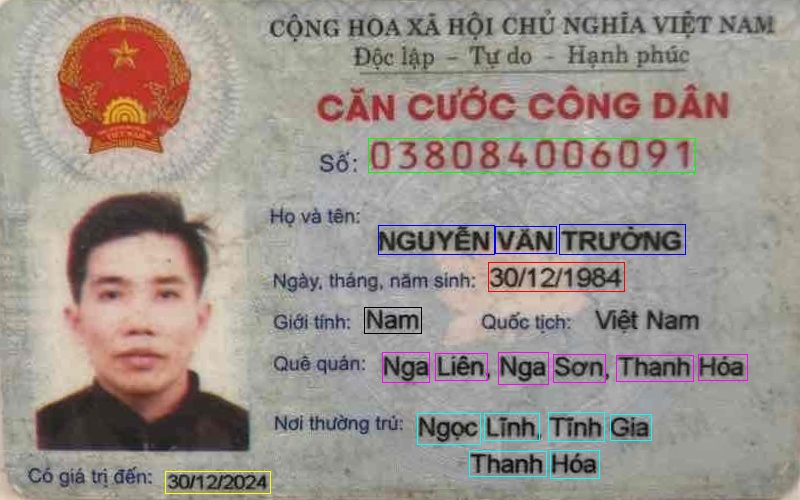 CỘNG HOA XÃ HỘI CHỦ NGHĨA VIỆT NAM
Độc lập - Tự do - Hạnh phúc
CĂN CƯỚC CÔNG DÂN
Số: 038084006091
Họ và tên:
NGUYỄN VĂN TRƯỜNG
Ngày, tháng, năm sinh: 30/12/1984
Giới tính: Nam Quốc tịch: Việt Nam
Quê quán: Nga Liên, Nga Sơn, Thanh Hóa
Nơi thường trú: Ngọc Lĩnh, Tĩnh Gia
Thanh Hóa
Có giá trị đến: 30/12/2024